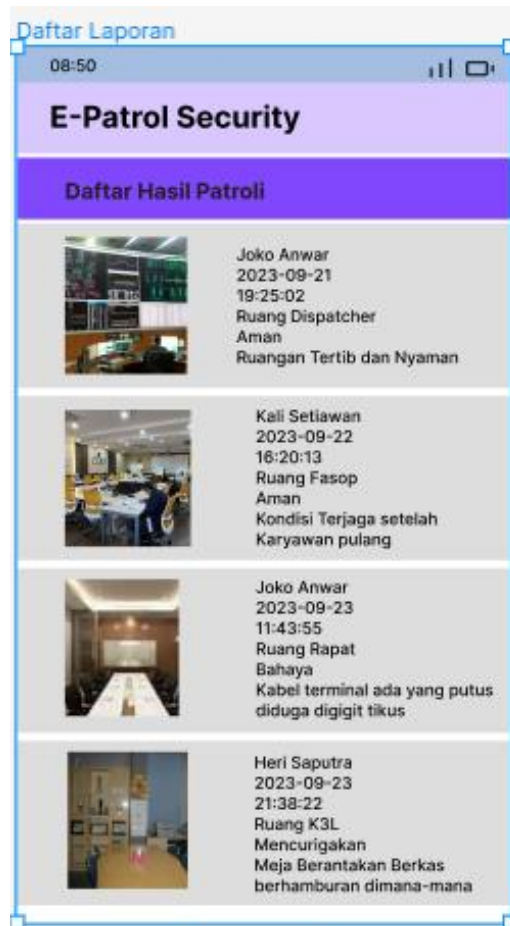 Daftar Laporan
08:50
E-Patrol Security
Daftar Hasil Patroli
Joko Anwar
2023-09-21
19:25:02
Ruang Dispatcher
Aman
Ruangan Tertib dan Nyaman
Kali Setiawan
2023-09-22
16:20:13
Ruang Fasop
Aman
Kondisi Terjaga setelah
Karyawan pulang
Joko Anwar
2023-09-23
11:43:55
Ruang Rapat
Bahaya
Kabel terminal ada yang putus
diduga digigit tikus
Heri Saputra
2023-09-23
21:38:22
Ruang K3L
Mencurigakan
Meja Berantakan Berkas
berhamburan dimana-mana